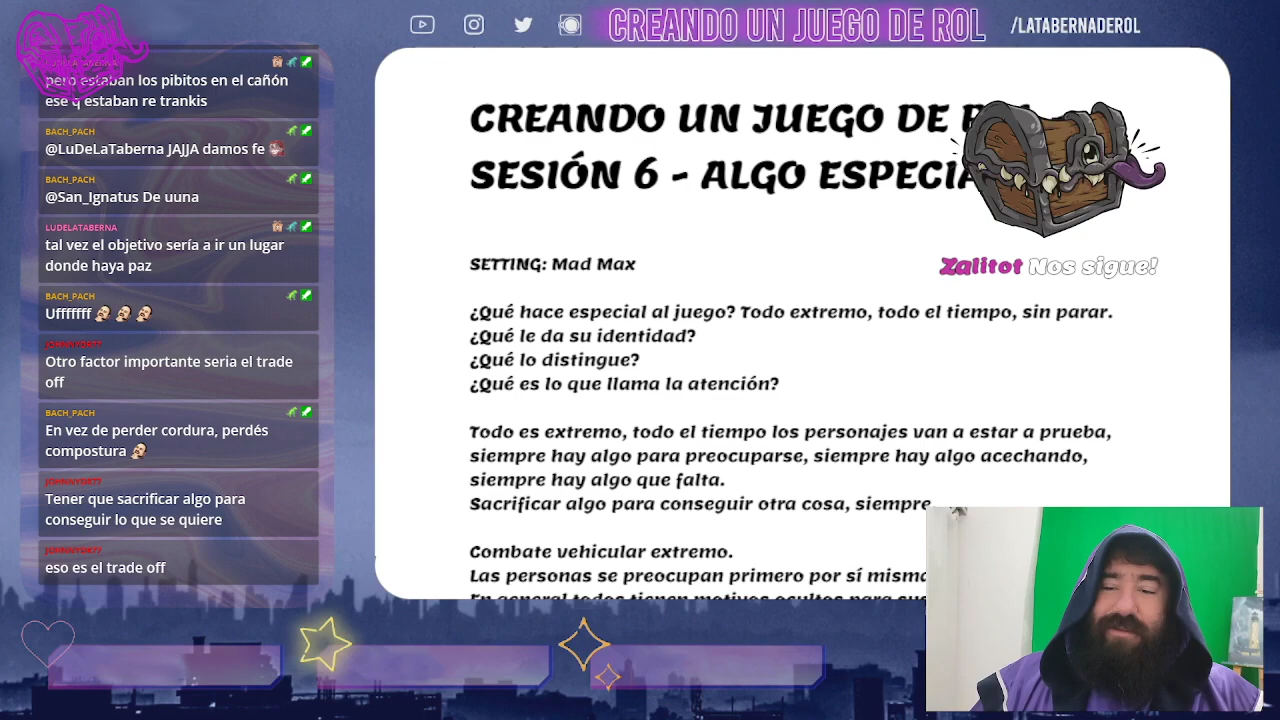 CREANDO UN JUEGO DE ROL
/LATABERNADEROL
pero estaban los pibitos en el cañón
ese q estaban re trankis
BACH_PACH
@LuDeLaTaberna JAJJA damos fe
BACH_PACH
@San_Ignatus De uuna
LUDELATABERNA
tal vez el objetivo sería a ir un lugar
donde haya paz
BACH_PACH
Ufffffff
Otro factor importante seria el trade
off
BACH_PACH
En vez de perder cordura, perdés
compostura
Tener que sacrificar algo para
conseguir lo que se quiere
eso es el trade off
CREANDO UN JUEGO DE
SESIÓN 6 - ALGO ESPECIA
Zalitot Nos sigue!
SETTING: Mad Max
¿Qué hace especial al juego? Todo extremo, todo el tiempo, sin parar.
¿Qué le da su identidad?
¿Qué lo distingue?
¿Qué es lo que llama la atención?
Todo es extremo, todo el tiempo los personajes van a estar a prueba,
siempre hay algo para preocuparse, siempre hay algo acechando,
siempre hay algo que falta.
Sacrificar algo para conseguir otra cosa, siempre
Combate vehicular extremo.
Las personas se preocupan primero por sí misma
En general todos tienen motivos ocultos para